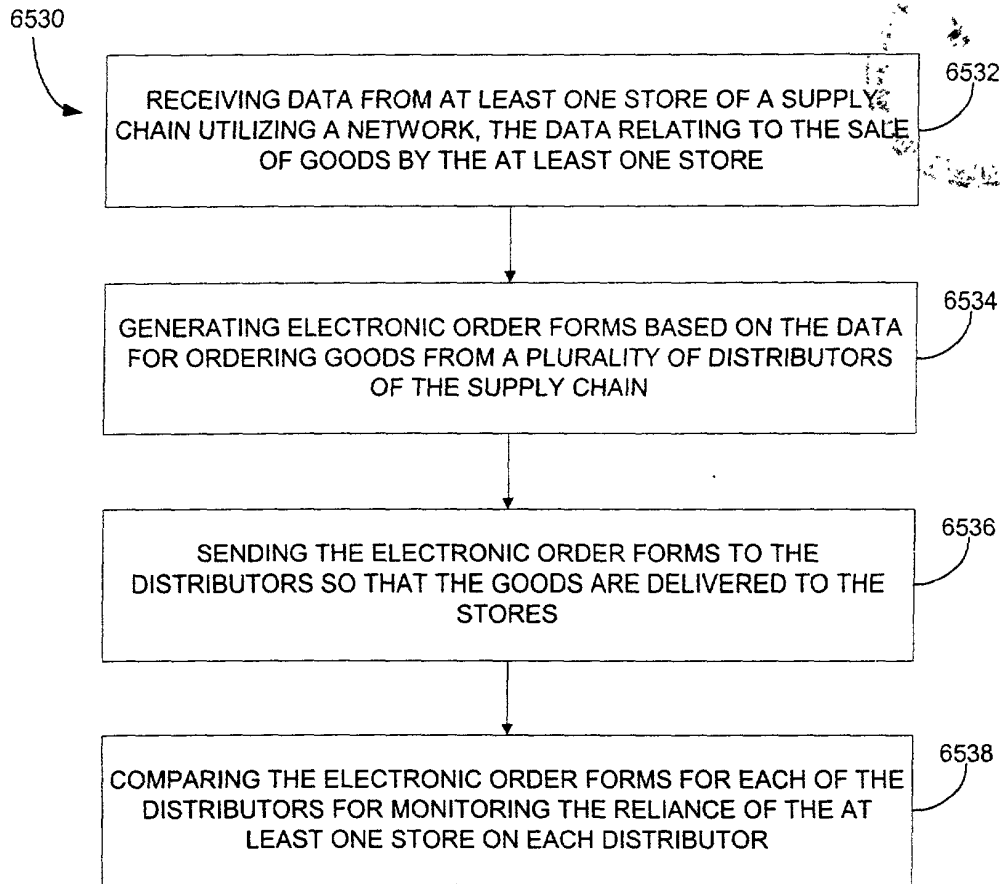 6530
6532
RECEIVING DATA FROM AT LEAST ONE STORE OF A SUPPLY
CHAIN UTILIZING A NETWORK, THE DATA RELATING TO THE SALE
OF GOODS BY THE AT LEAST ONE STORE
6534
GENERATING ELECTRONIC ORDER FORMS BASED ON THE DATA
FOR ORDERING GOODS FROM A PLURALITY OF DISTRIBUTORS
OF THE SUPPLY CHAIN
6536
SENDING THE ELECTRONIC ORDER FORMS TO THE
DISTRIBUTORS SO THAT THE GOODS ARE DELIVERED TO THE
STORES
6538
COMPARING THE ELECTRONIC ORDER FORMS FOR EACH OF THE
DISTRIBUTORS FOR MONITORING THE RELIANCE OF THE AT
LEAST ONE STORE ON EACH DISTRIBUTOR